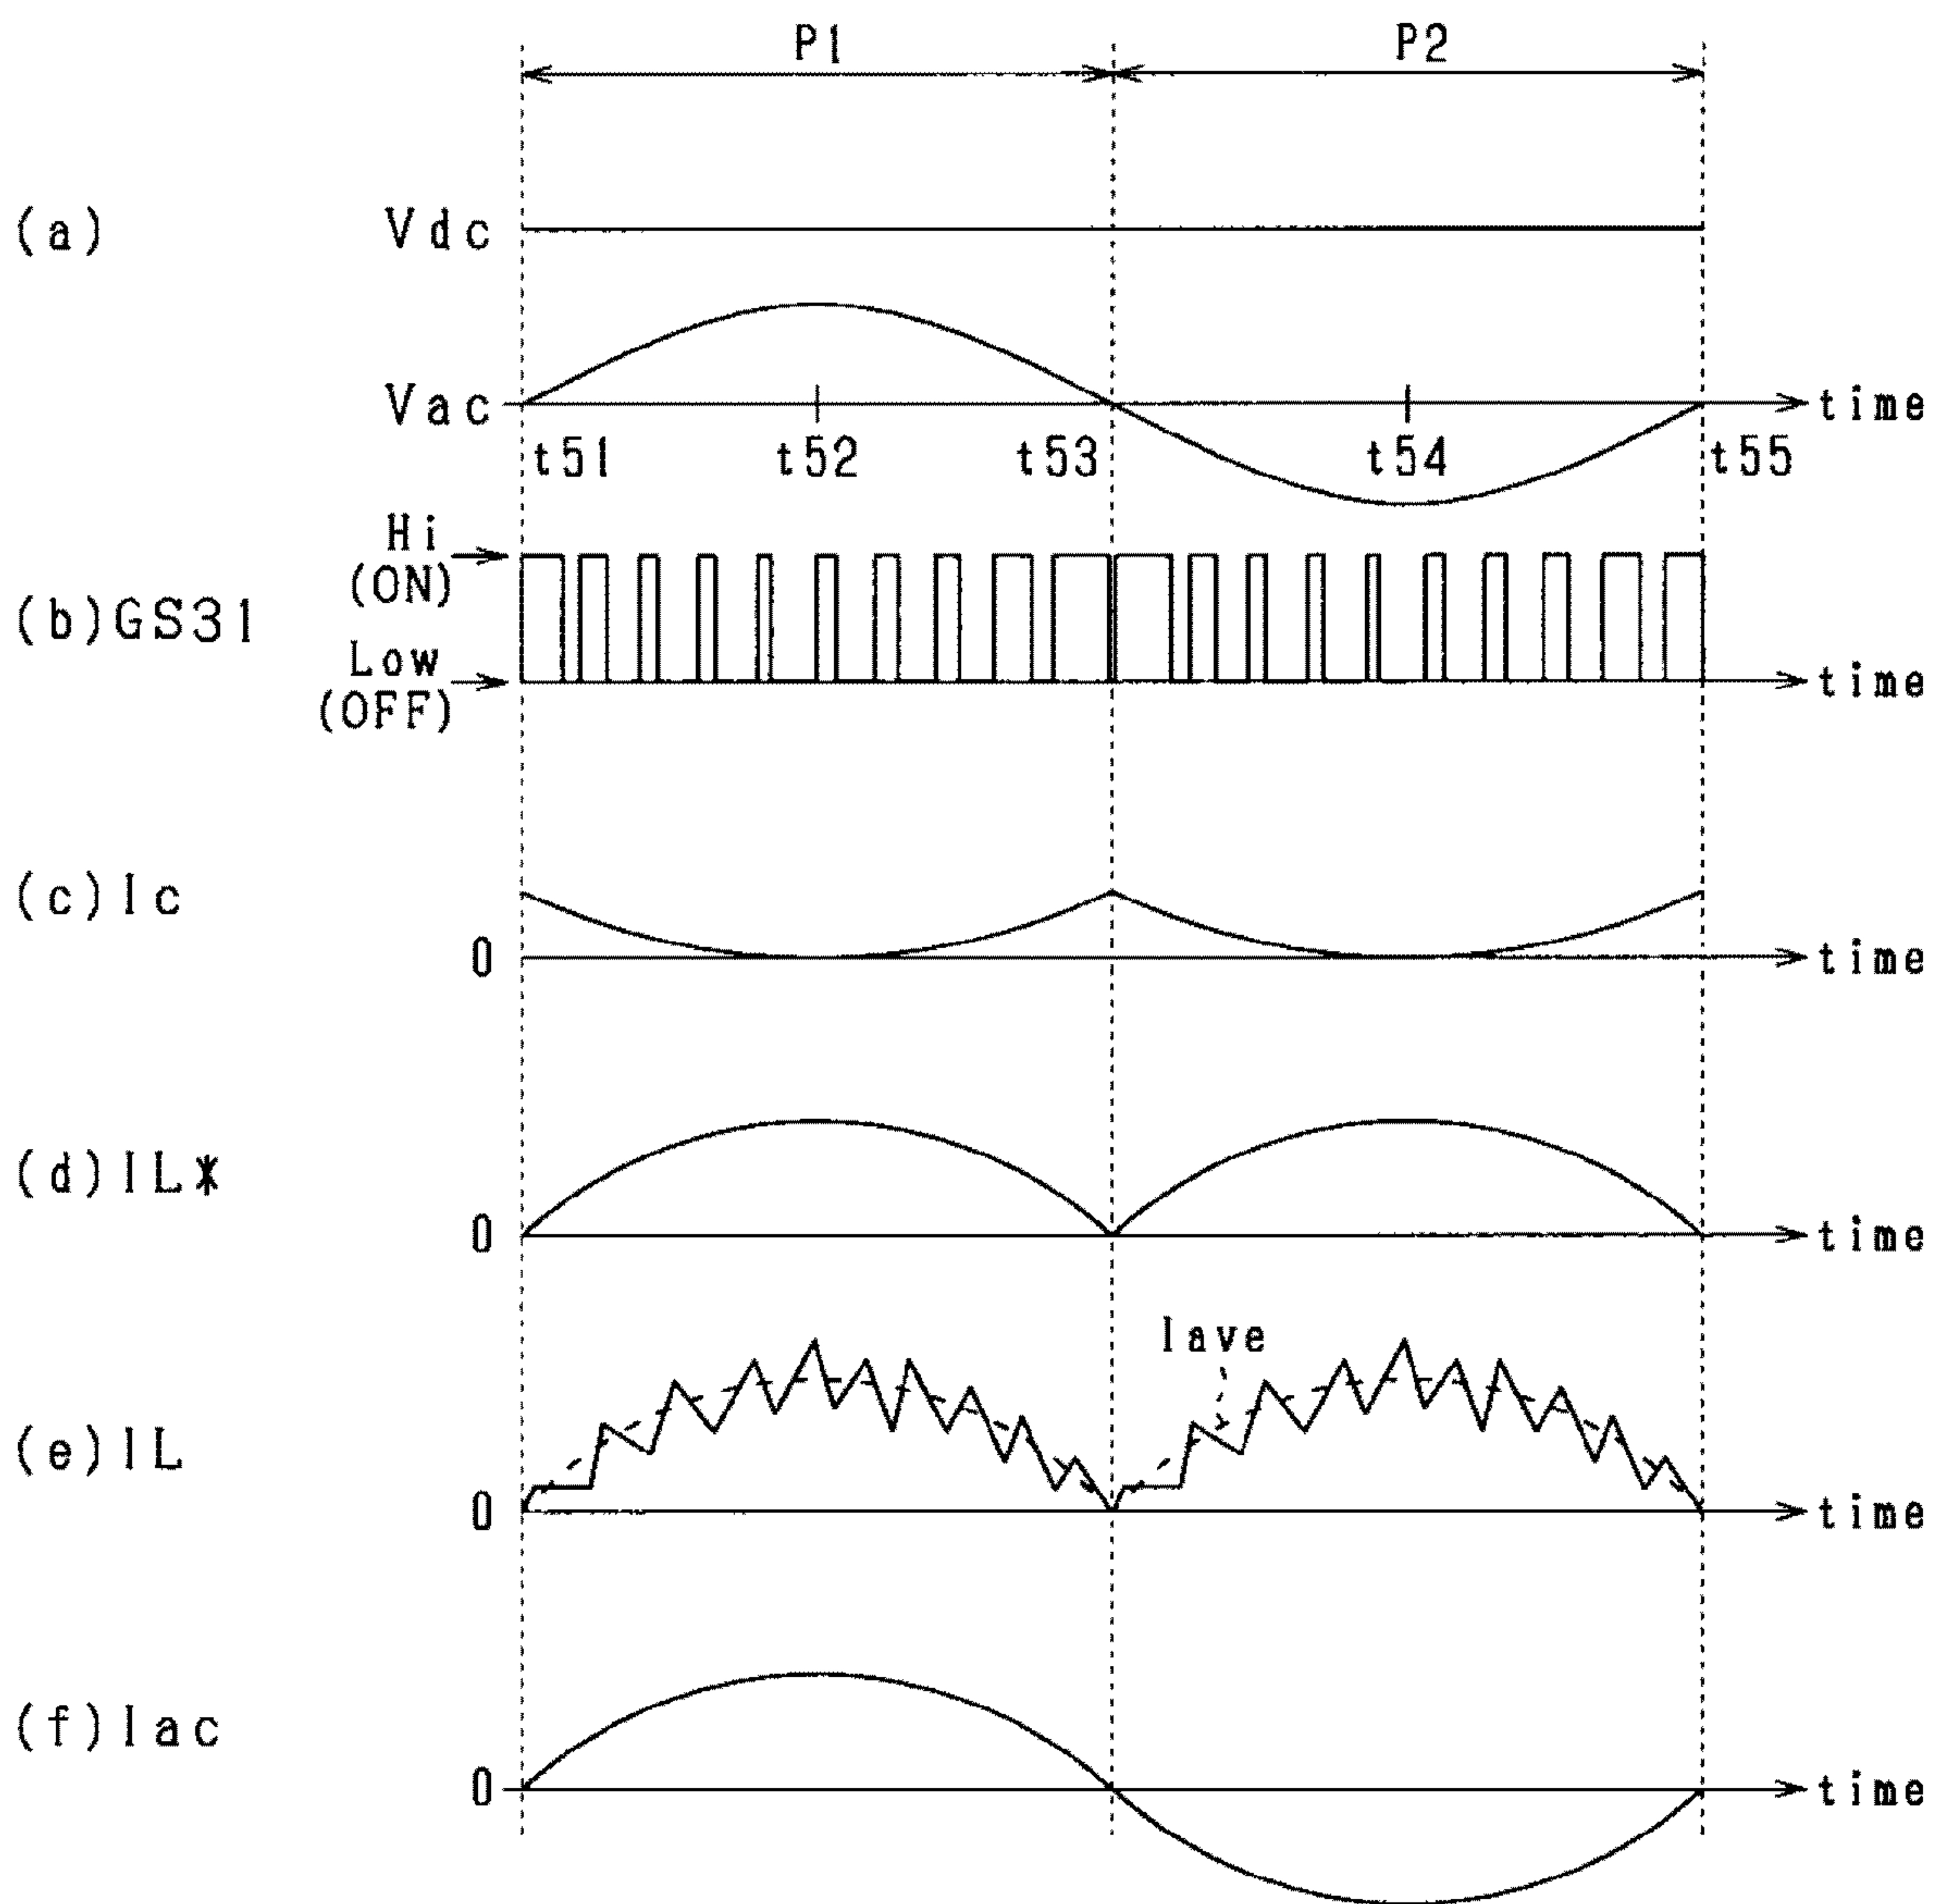 P1 P2
(a) Vdc
Vac time
t51 t52 t53 t54 t55
Hi
(ON)
(b)GS31
Low
(OFF) time
(c)Ic
0 time
(d)IL*
0 time
Iave
(e)IL
0 time
(f)Iac
0 time